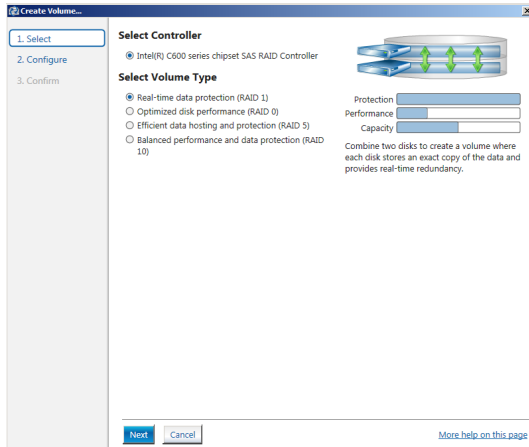 Create Volume...
1. Select
2. Configure
3. Confirm
Select Controller
Intel(R) C600 series chipset SAS RAID Controller
Select Volume Type
Real-time data protection (RAID 1)
Optimized disk performance (RAID 0)
Efficient data hosting and protection (RAID 5)
Balanced performance and data protection (RAID
10)
Protection
Performance
Capacity
Combine two disks to create a volume where
each disk stores an exact copy of the data and
provides real-time redundancy.
Next
Cancel
More help on this page